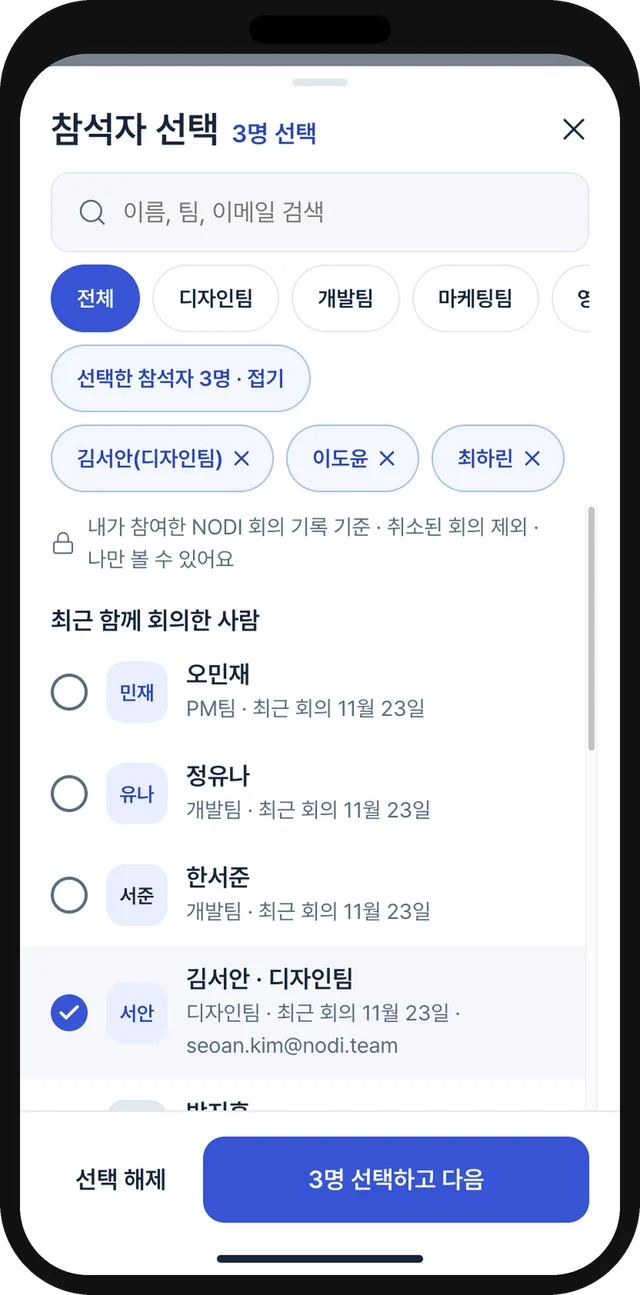 참석자 선택 3명 선택
이름, 팀, 이메일 검색
전체 디자인팀 개발팀 마케팅팀
선택한 참석자 3명 · 접기
김서안(디자인팀) 이도윤 최하린
내가 참여한 NODI 회의 기록 기준 · 취소된 회의 제외 ·
나만 볼 수 있어요
최근 함께 회의한 사람
민재 오민재
PM팀 · 최근 회의 11월 23일
유나 정유나
개발팀 · 최근 회의 11월 23일
서준 한서준
개발팀 · 최근 회의 11월 23일
서안 김서안 · 디자인팀
디자인팀 · 최근 회의 11월 23일 ·
seoan.kim@nodi.team
선택 해제 3명 선택하고 다음